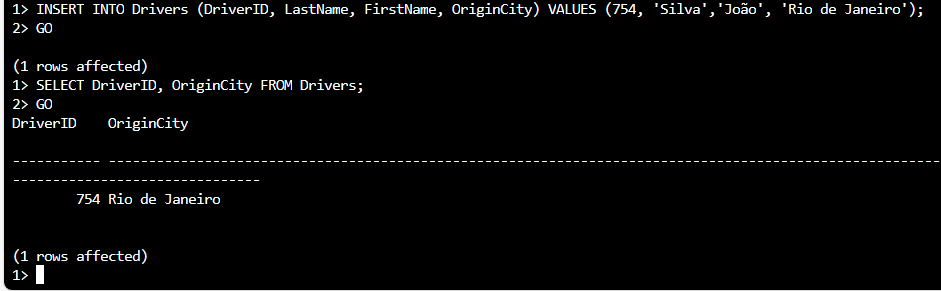 1> INSERT INTO Drivers (DriverID, LastName, FirstName, OriginCity) VALUES (754, 'Silva','João', 'Rio de Janeiro');
2> GO

(1 rows affected)
1> SELECT DriverID, OriginCity FROM Drivers;
2> GO
DriverID    OriginCity

----------- --------------------------------------------------------------------------------------------------------
-------------------------------
        754 Rio de Janeiro


(1 rows affected)
1>